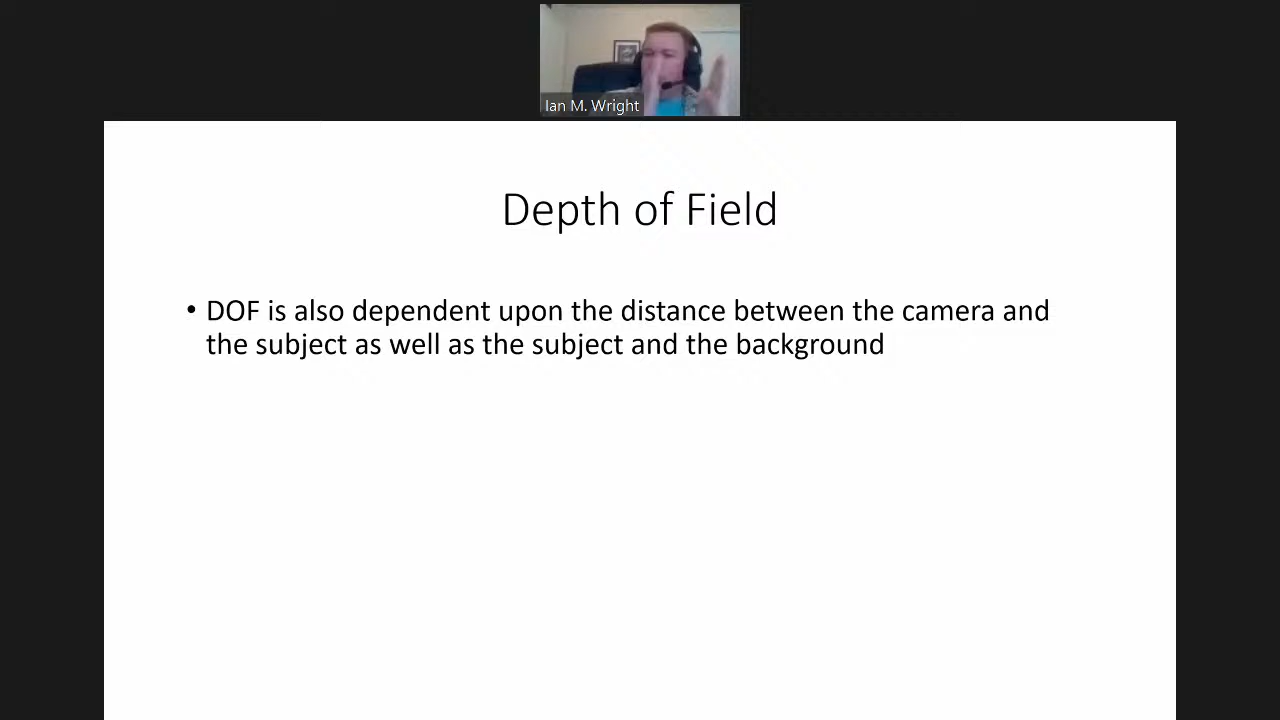 Ian M. Wright
Depth of Field
• DOF is also dependent upon the distance between the camera and
the subject as well as the subject and the background